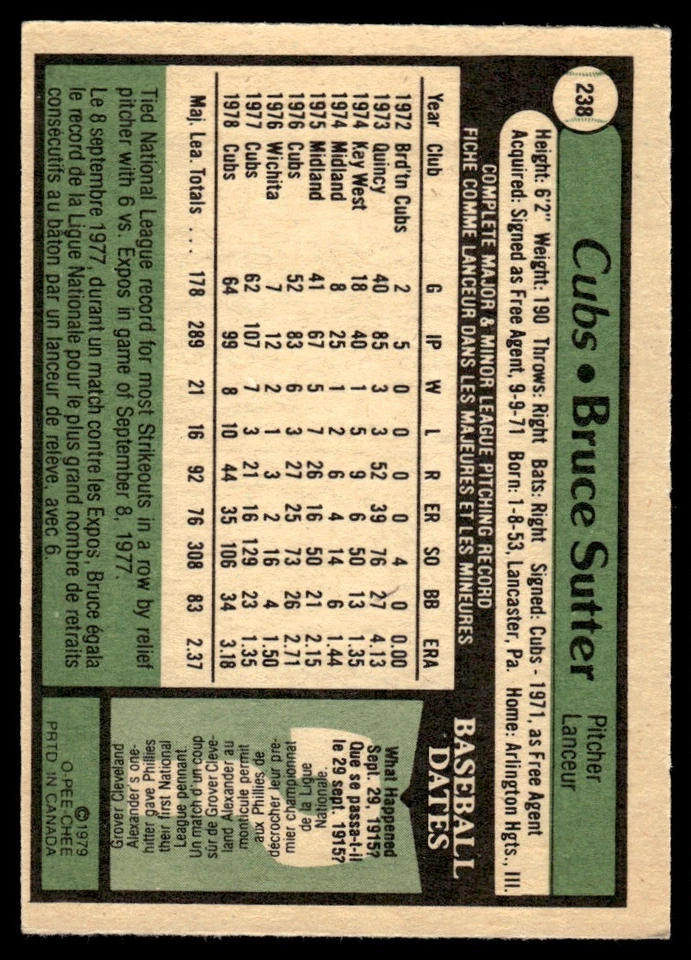 238
Cubs • Bruce Sutter
Pitcher
Lanceur
Height: 6'2" Weight: 190 Throws: Right Bats: Right Signed: Cubs - 1971, as Free Agent
Acquired: Signed as Free Agent, 9-9-71 Born: 1-8-53, Lancaster, Pa. Home: Arlington Hgts., Ill.
COMPLETE MAJOR & MINOR LEAGUE PITCHING RECORD
FICHE COMME LANCEUR DANS LES MAJEURES ET LES MINEURES
Year Club G IP W L R ER SO BB ERA
1972 Brd'tn Cubs 2 5 0 0 0 0 4 0 0.00
1973 Quincy 40 85 3 3 52 39 76 27 4.13
1974 Key West 18 40 1 5 9 6 50 13 1.35
1974 Midland 8 25 1 2 6 4 14 6 1.44
1975 Midland 41 67 5 7 26 16 50 21 2.15
1976 Cubs 52 83 6 3 27 25 73 26 2.71
1976 Wichita 7 12 2 1 3 2 16 4 1.50
1977 Cubs 62 107 7 3 21 16 129 23 1.35
1978 Cubs 64 99 8 10 44 35 106 34 3.18
Maj. Lea. Totals .... 178 289 21 16 92 76 308 83 2.37
Tied National League record for most Strikeouts in a row by relief
pitcher with 6 vs. Expos in game of September 8, 1977.
Le 8 septembre 1977, durant un match contre les Expos, Bruce égala
le record de la Ligue Nationale pour le plus grand nombre de retraits
consécutifs au bâton par un lanceur de relève, avec 6.
BASEBALL
DATES
What Happened
Sept. 29, 1915?
Que se passa-t-il
le 29 sept. 1915?
Grover Cleveland
Alexander's one-
hitter gave Phillies
their first National
League pennant.
Un match d'un coup
sûr de Grover Cleve-
land Alexander au
monticule permit
aux Phillies de
décrocher leur pre-
mier championnat
de la Ligue
Nationale.
© 1979
O-PEE-CHEE
PRTD IN CANADA